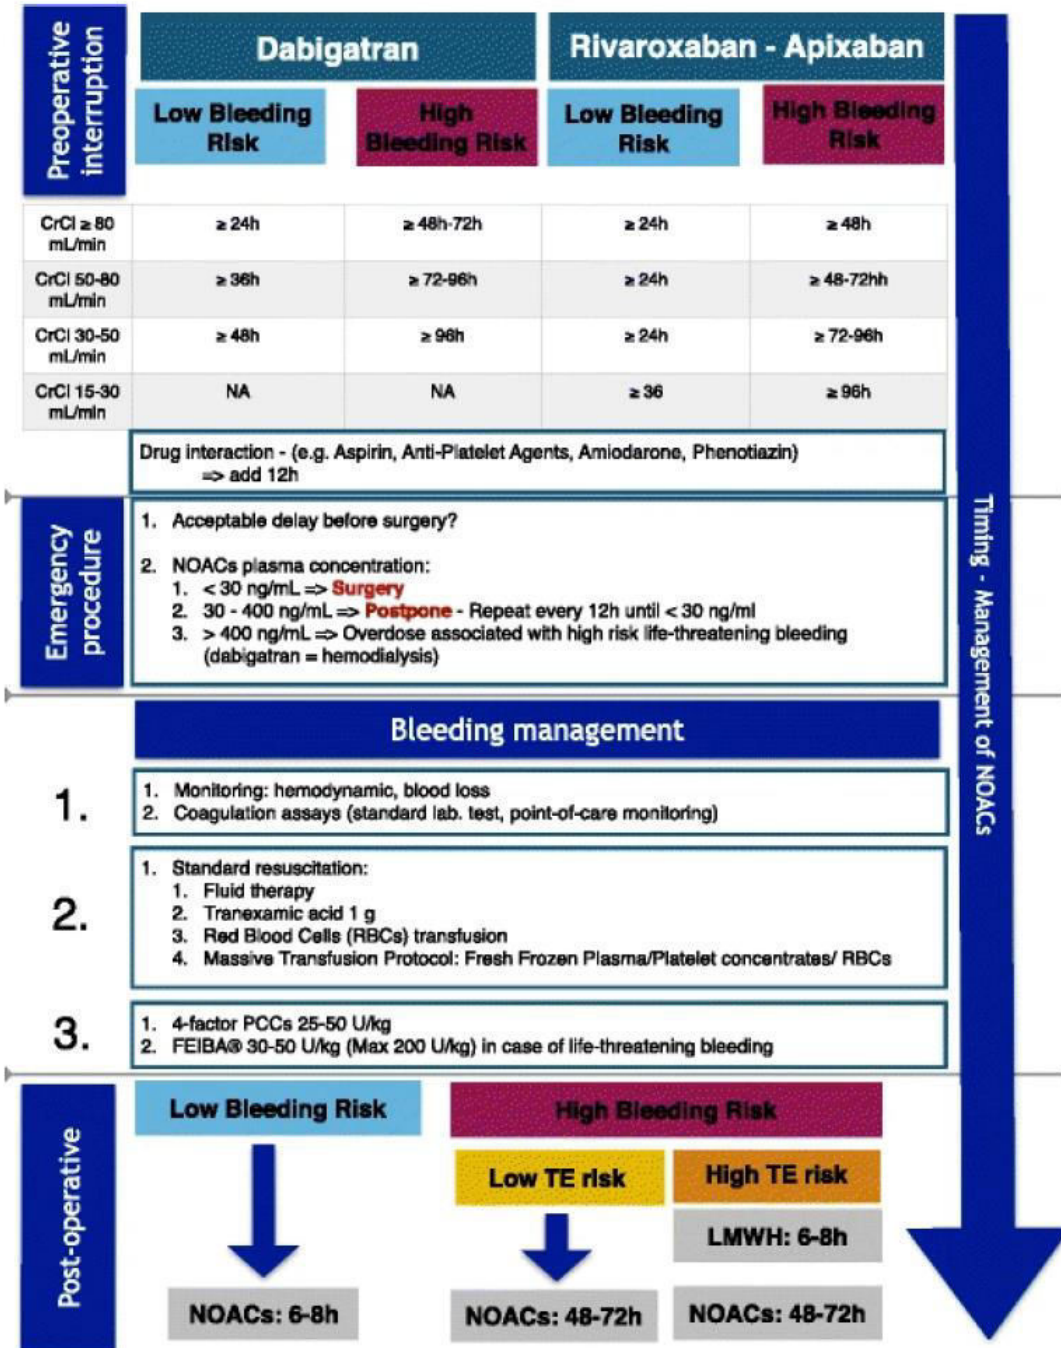 Preoperative
interruption
Dabigatran
Rivaroxaban - Apixaban
Low Bleeding
Risk
High
Bleeding Risk
Low Bleeding
Risk
High Bleeding
Risk
CrCl ≥ 80
mL/min
≥ 24h
≥ 48h-72h
≥ 24h
≥ 48h
CrCl 50-80
mL/min
≥ 36h
≥ 72-96h
≥ 24h
≥ 48-72hh
CrCl 30-50
mL/min
≥ 48h
≥ 96h
≥ 24h
≥ 72-96h
CrCl 15-30
mL/min
NA
NA
≥ 36
≥ 96h
Drug interaction - (e.g. Aspirin, Anti-Platelet Agents, Amiodarone, Phenotiazin)
=> add 12h
Emergency
procedure
1. Acceptable delay before surgery?
2. NOACs plasma concentration:
1. < 30 ng/mL => Surgery
2. 30 - 400 ng/mL => Postpone - Repeat every 12h until < 30 ng/ml
3. > 400 ng/mL => Overdose associated with high risk life-threatening bleeding
(dabigatran = hemodialysis)
Timing - Management of NOACs
Bleeding management
1.
1. Monitoring: hemodynamic, blood loss
2. Coagulation assays (standard lab. test, point-of-care monitoring)
2.
1. Standard resuscitation:
1. Fluid therapy
2. Tranexamic acid 1 g
3. Red Blood Cells (RBCs) transfusion
4. Massive Transfusion Protocol: Fresh Frozen Plasma/Platelet concentrates/ RBCs
3.
1. 4-factor PCCs 25-50 U/kg
2. FEIBA® 30-50 U/kg (Max 200 U/kg) in case of life-threatening bleeding
Post-operative
Low Bleeding Risk
High Bleeding Risk
Low TE risk
High TE risk
LMWH: 6-8h
NOACs: 6-8h
NOACs: 48-72h
NOACs: 48-72h